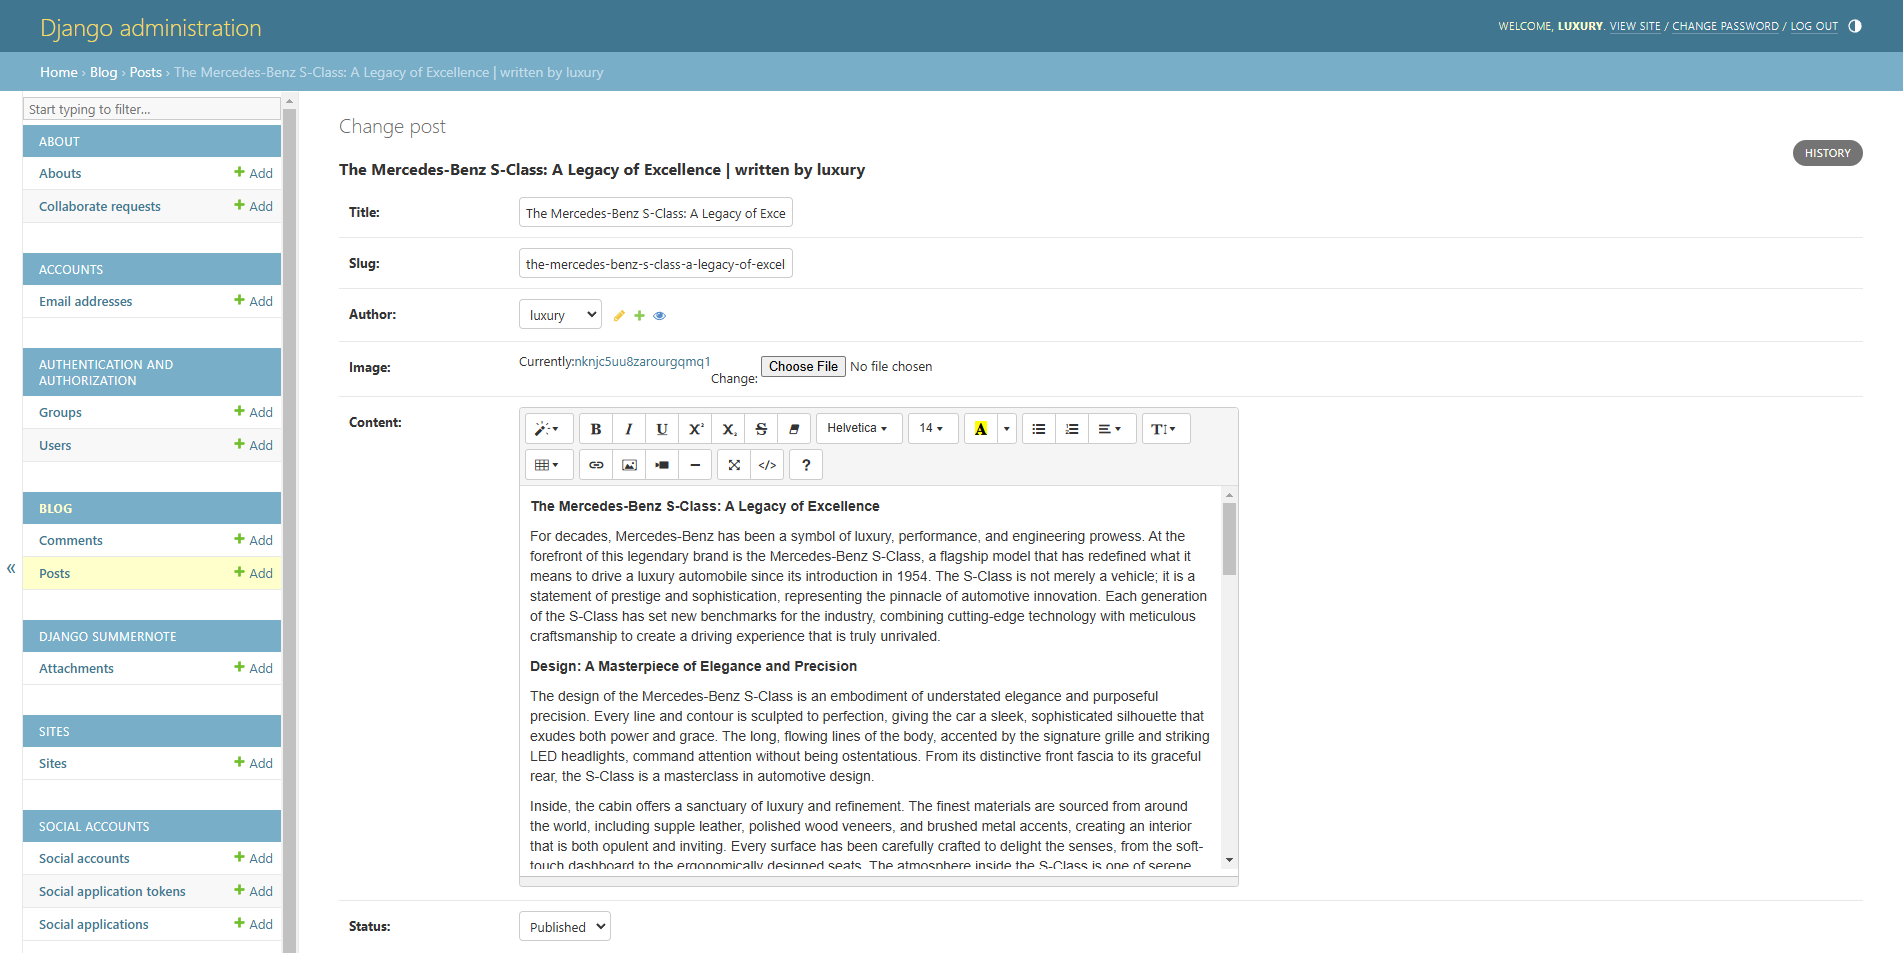 Django administration
WELCOME, LUXURY. VIEW SITE / CHANGE PASSWORD / LOG OUT
Home › Blog › Posts › The Mercedes-Benz S-Class: A Legacy of Excellence | written by luxury
Start typing to filter...
ABOUT
Abouts Add
Collaborate requests Add
ACCOUNTS
Email addresses Add
AUTHENTICATION AND
AUTHORIZATION
Groups Add
Users Add
BLOG
Comments Add
Posts Add
DJANGO SUMMERNOTE
Attachments Add
SITES
Sites Add
SOCIAL ACCOUNTS
Social accounts Add
Social application tokens Add
Social applications Add
«
Change post
HISTORY
The Mercedes-Benz S-Class: A Legacy of Excellence | written by luxury
Title: The Mercedes-Benz S-Class: A Legacy of Exce
Slug: the-mercedes-benz-s-class-a-legacy-of-excel
Author: luxury
Image: Currently:nknjc5uu8zarourgqmq1
Change: Choose File No file chosen
Content:
B I U X² X₂ S Helvetica 14 A T
</> ?
The Mercedes-Benz S-Class: A Legacy of Excellence
For decades, Mercedes-Benz has been a symbol of luxury, performance, and engineering prowess. At the
forefront of this legendary brand is the Mercedes-Benz S-Class, a flagship model that has redefined what it
means to drive a luxury automobile since its introduction in 1954. The S-Class is not merely a vehicle; it is a
statement of prestige and sophistication, representing the pinnacle of automotive innovation. Each generation
of the S-Class has set new benchmarks for the industry, combining cutting-edge technology with meticulous
craftsmanship to create a driving experience that is truly unrivaled.
Design: A Masterpiece of Elegance and Precision
The design of the Mercedes-Benz S-Class is an embodiment of understated elegance and purposeful
precision. Every line and contour is sculpted to perfection, giving the car a sleek, sophisticated silhouette that
exudes both power and grace. The long, flowing lines of the body, accented by the signature grille and striking
LED headlights, command attention without being ostentatious. From its distinctive front fascia to its graceful
rear, the S-Class is a masterclass in automotive design.
Inside, the cabin offers a sanctuary of luxury and refinement. The finest materials are sourced from around
the world, including supple leather, polished wood veneers, and brushed metal accents, creating an interior
that is both opulent and inviting. Every surface has been carefully crafted to delight the senses, from the soft-
touch dashboard to the ergonomically designed seats. The atmosphere inside the S-Class is one of serene
Status: Published